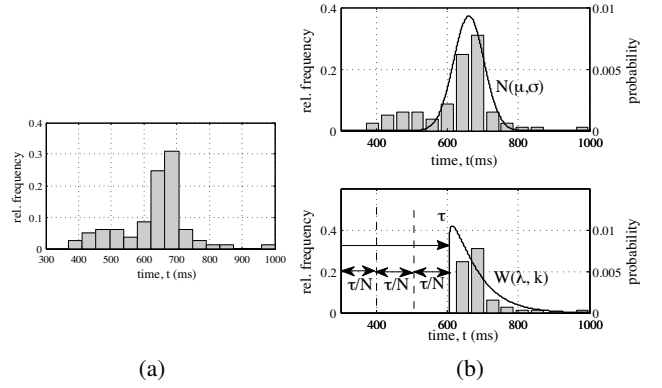 rel. frequency
0.4
0.3
0.2
0.1
0
300 400 500 600 700 800 900 1000
time, t (ms)
(a)
rel. frequency
0.4
0.2
0
0.01
0.005
0
probability
N(μ,σ)
400 600 800 1000
time, t(ms)
rel. frequency
0.4
0.2
0
0.01
0.005
0
probability
τ
τ/N τ/N τ/N
W(λ, k)
300 400 600 800 1000
time, t (ms)
(b)